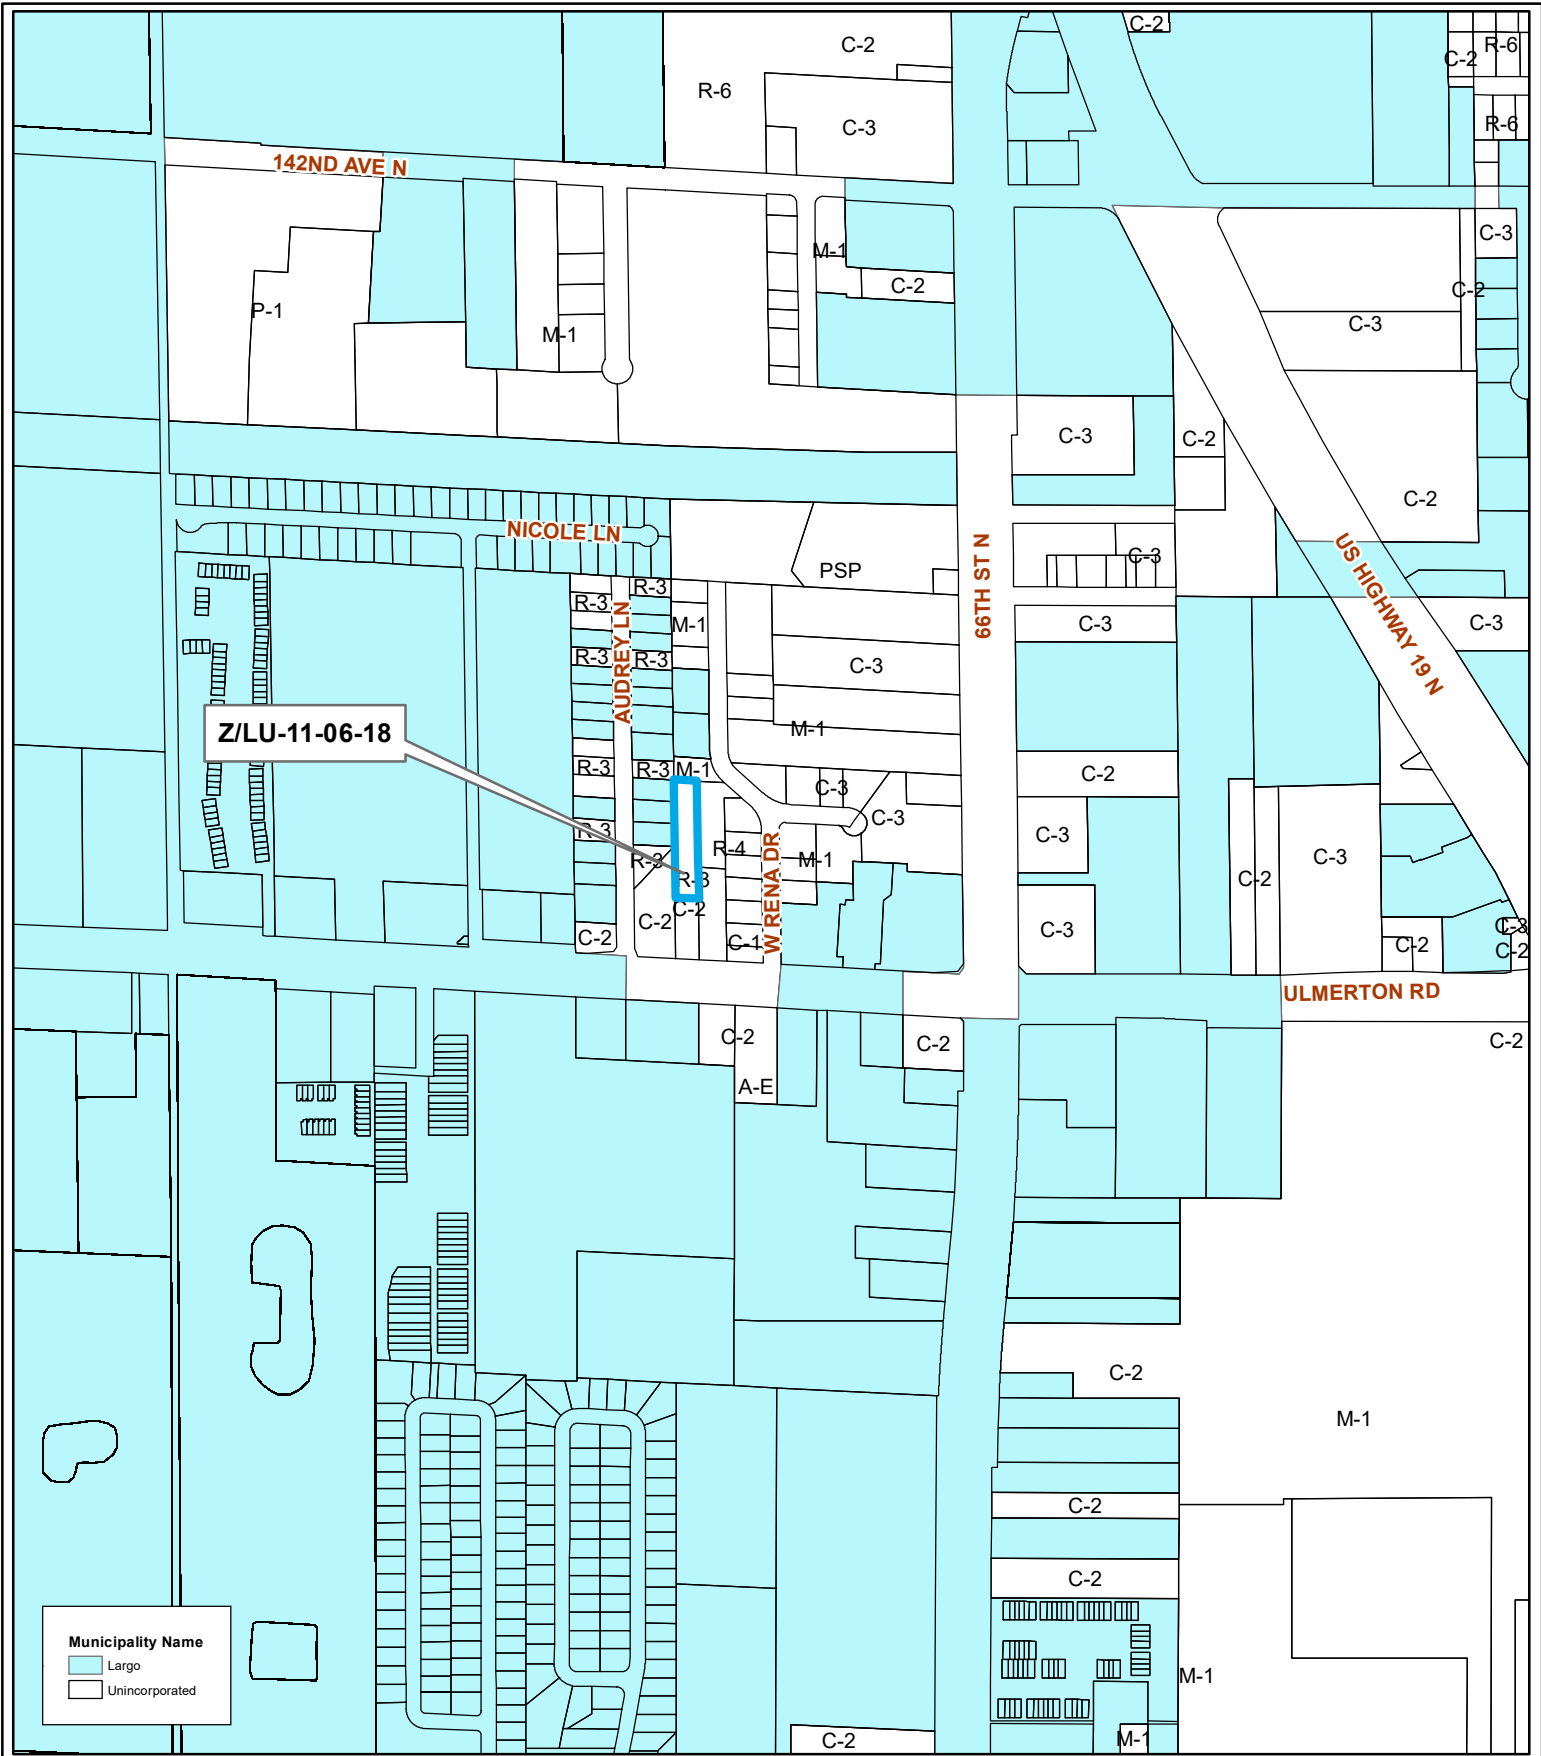 C-2
C-2
R-6
C-2
R-6
C-3
R-6
142ND AVE N
C-3
M-1
C-2
C-2
P-1
M-1
C-3
C-3
C-2
C-2
NICOLE LN
US HIGHWAY 19 N
66TH ST N
C-3
PSP
R-3
R-3
AUDREY LN
M-1
C-3
C-3
R-3
R-3
C-3
Z/LU-11-06-18
M-1
R-3
R-3
M-1
C-2
C-3
C-3
R-3
C-3
R-4
W RENA DR
M-1
C-3
R-3
R-3
C-2
C-2
C-2
C-2
C-1
C-3
C-2
C-3
C-2
ULMERTON RD
C-2
C-2
C-2
A-E
C-2
M-1
C-2
C-2
M-1
M-1
C-2
Municipality Name
Largo
Unincorporated